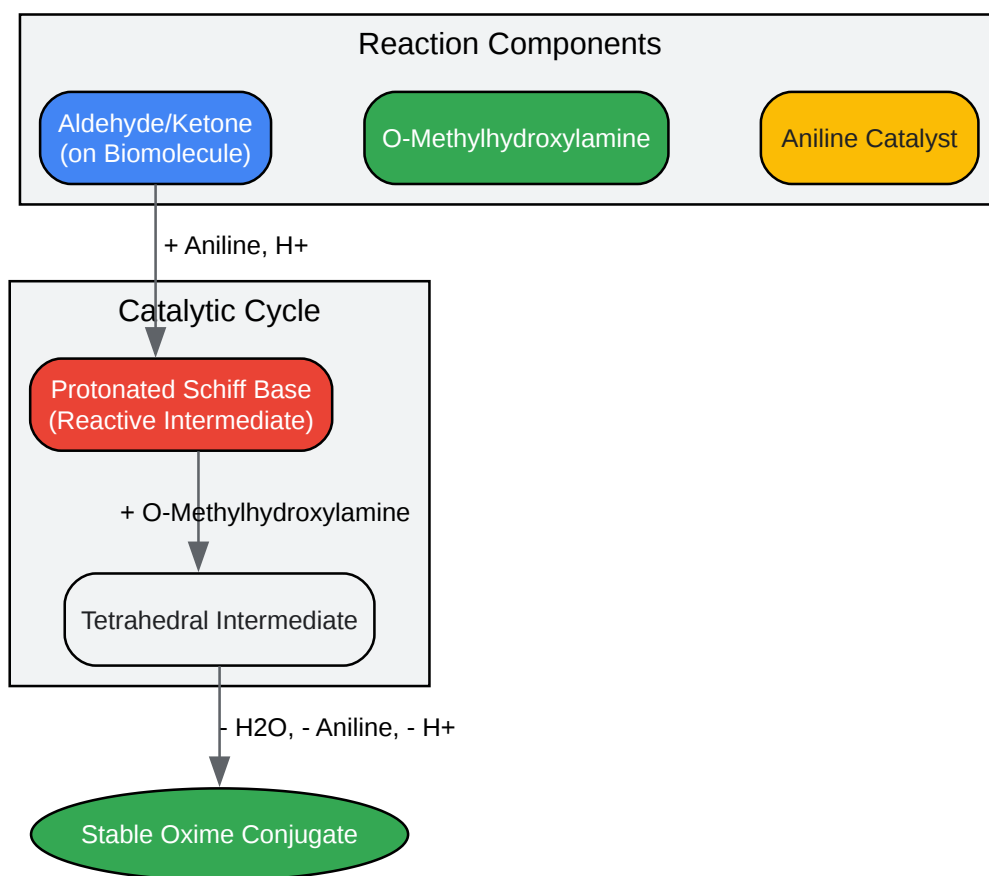 Reaction Components
Aldehyde/Ketone
(on Biomolecule)
O-Methylhydroxylamine
Aniline Catalyst
+ Aniline, H+
Catalytic Cycle
Protonated Schiff Base
(Reactive Intermediate)
+ O-Methylhydroxylamine
Tetrahedral Intermediate
- H2O, - Aniline, - H+
Stable Oxime Conjugate